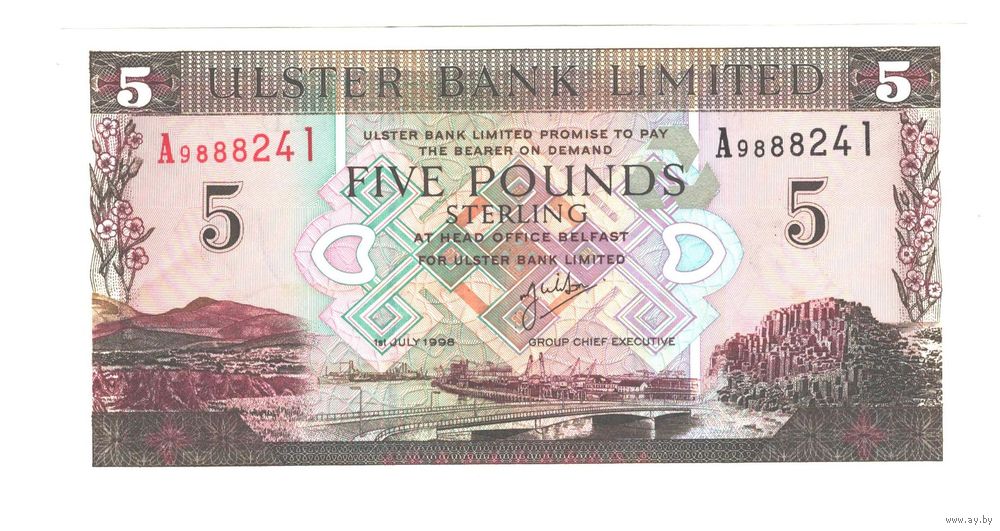 5 ULSTER BANK LIMITED 5
ULSTER BANK LIMITED PROMISE TO PAY
A9888241 THE BEARER ON DEMAND A9888241
FIVE POUNDS
5 STERLING 5
AT HEAD OFFICE BELFAST
FOR ULSTER BANK LIMITED
1st JULY 1998 GROUP CHIEF EXECUTIVE
www.ay.by